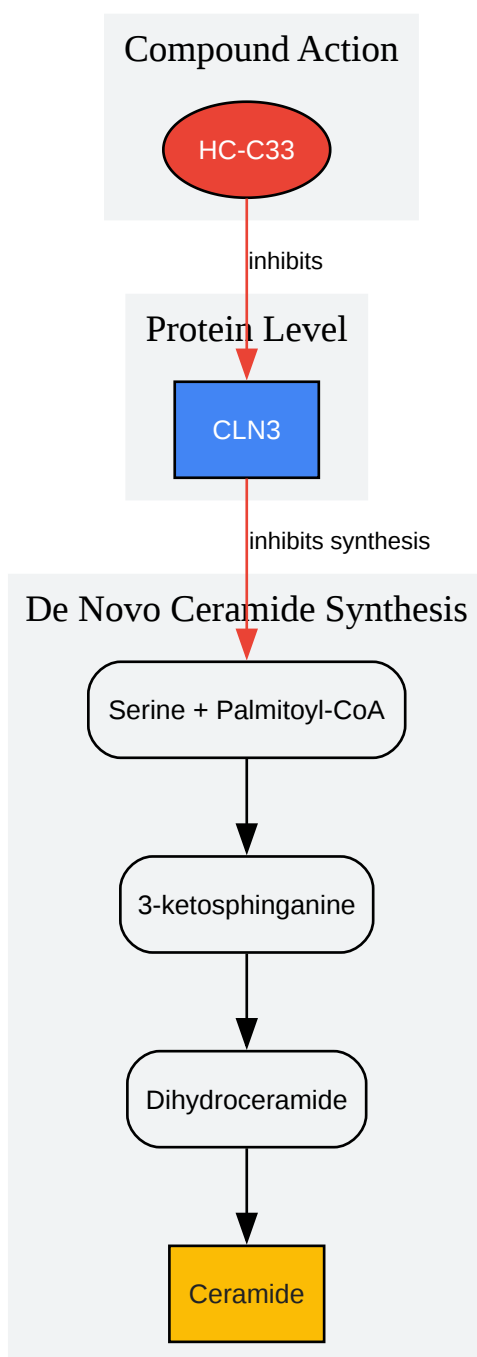 Compound Action
HC-C33
inhibits
Protein Level
CLN3
inhibits synthesis
De Novo Ceramide Synthesis
Serine + Palmitoyl-CoA
3-ketosphinganine
Dihydroceramide
Ceramide